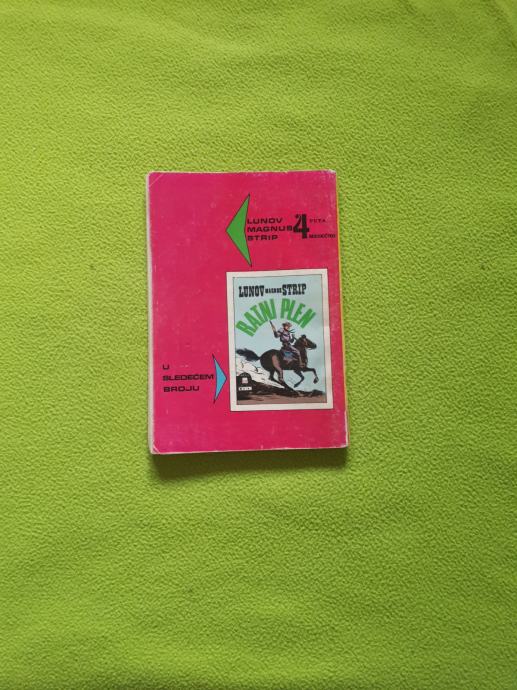 LUNOV
MAGNUS
STRIP
4 PUTA
MESEČNO
LUNOV MAGNUS STRIP
RATNI PLEN
U
SLEDEĆEM
BROJU